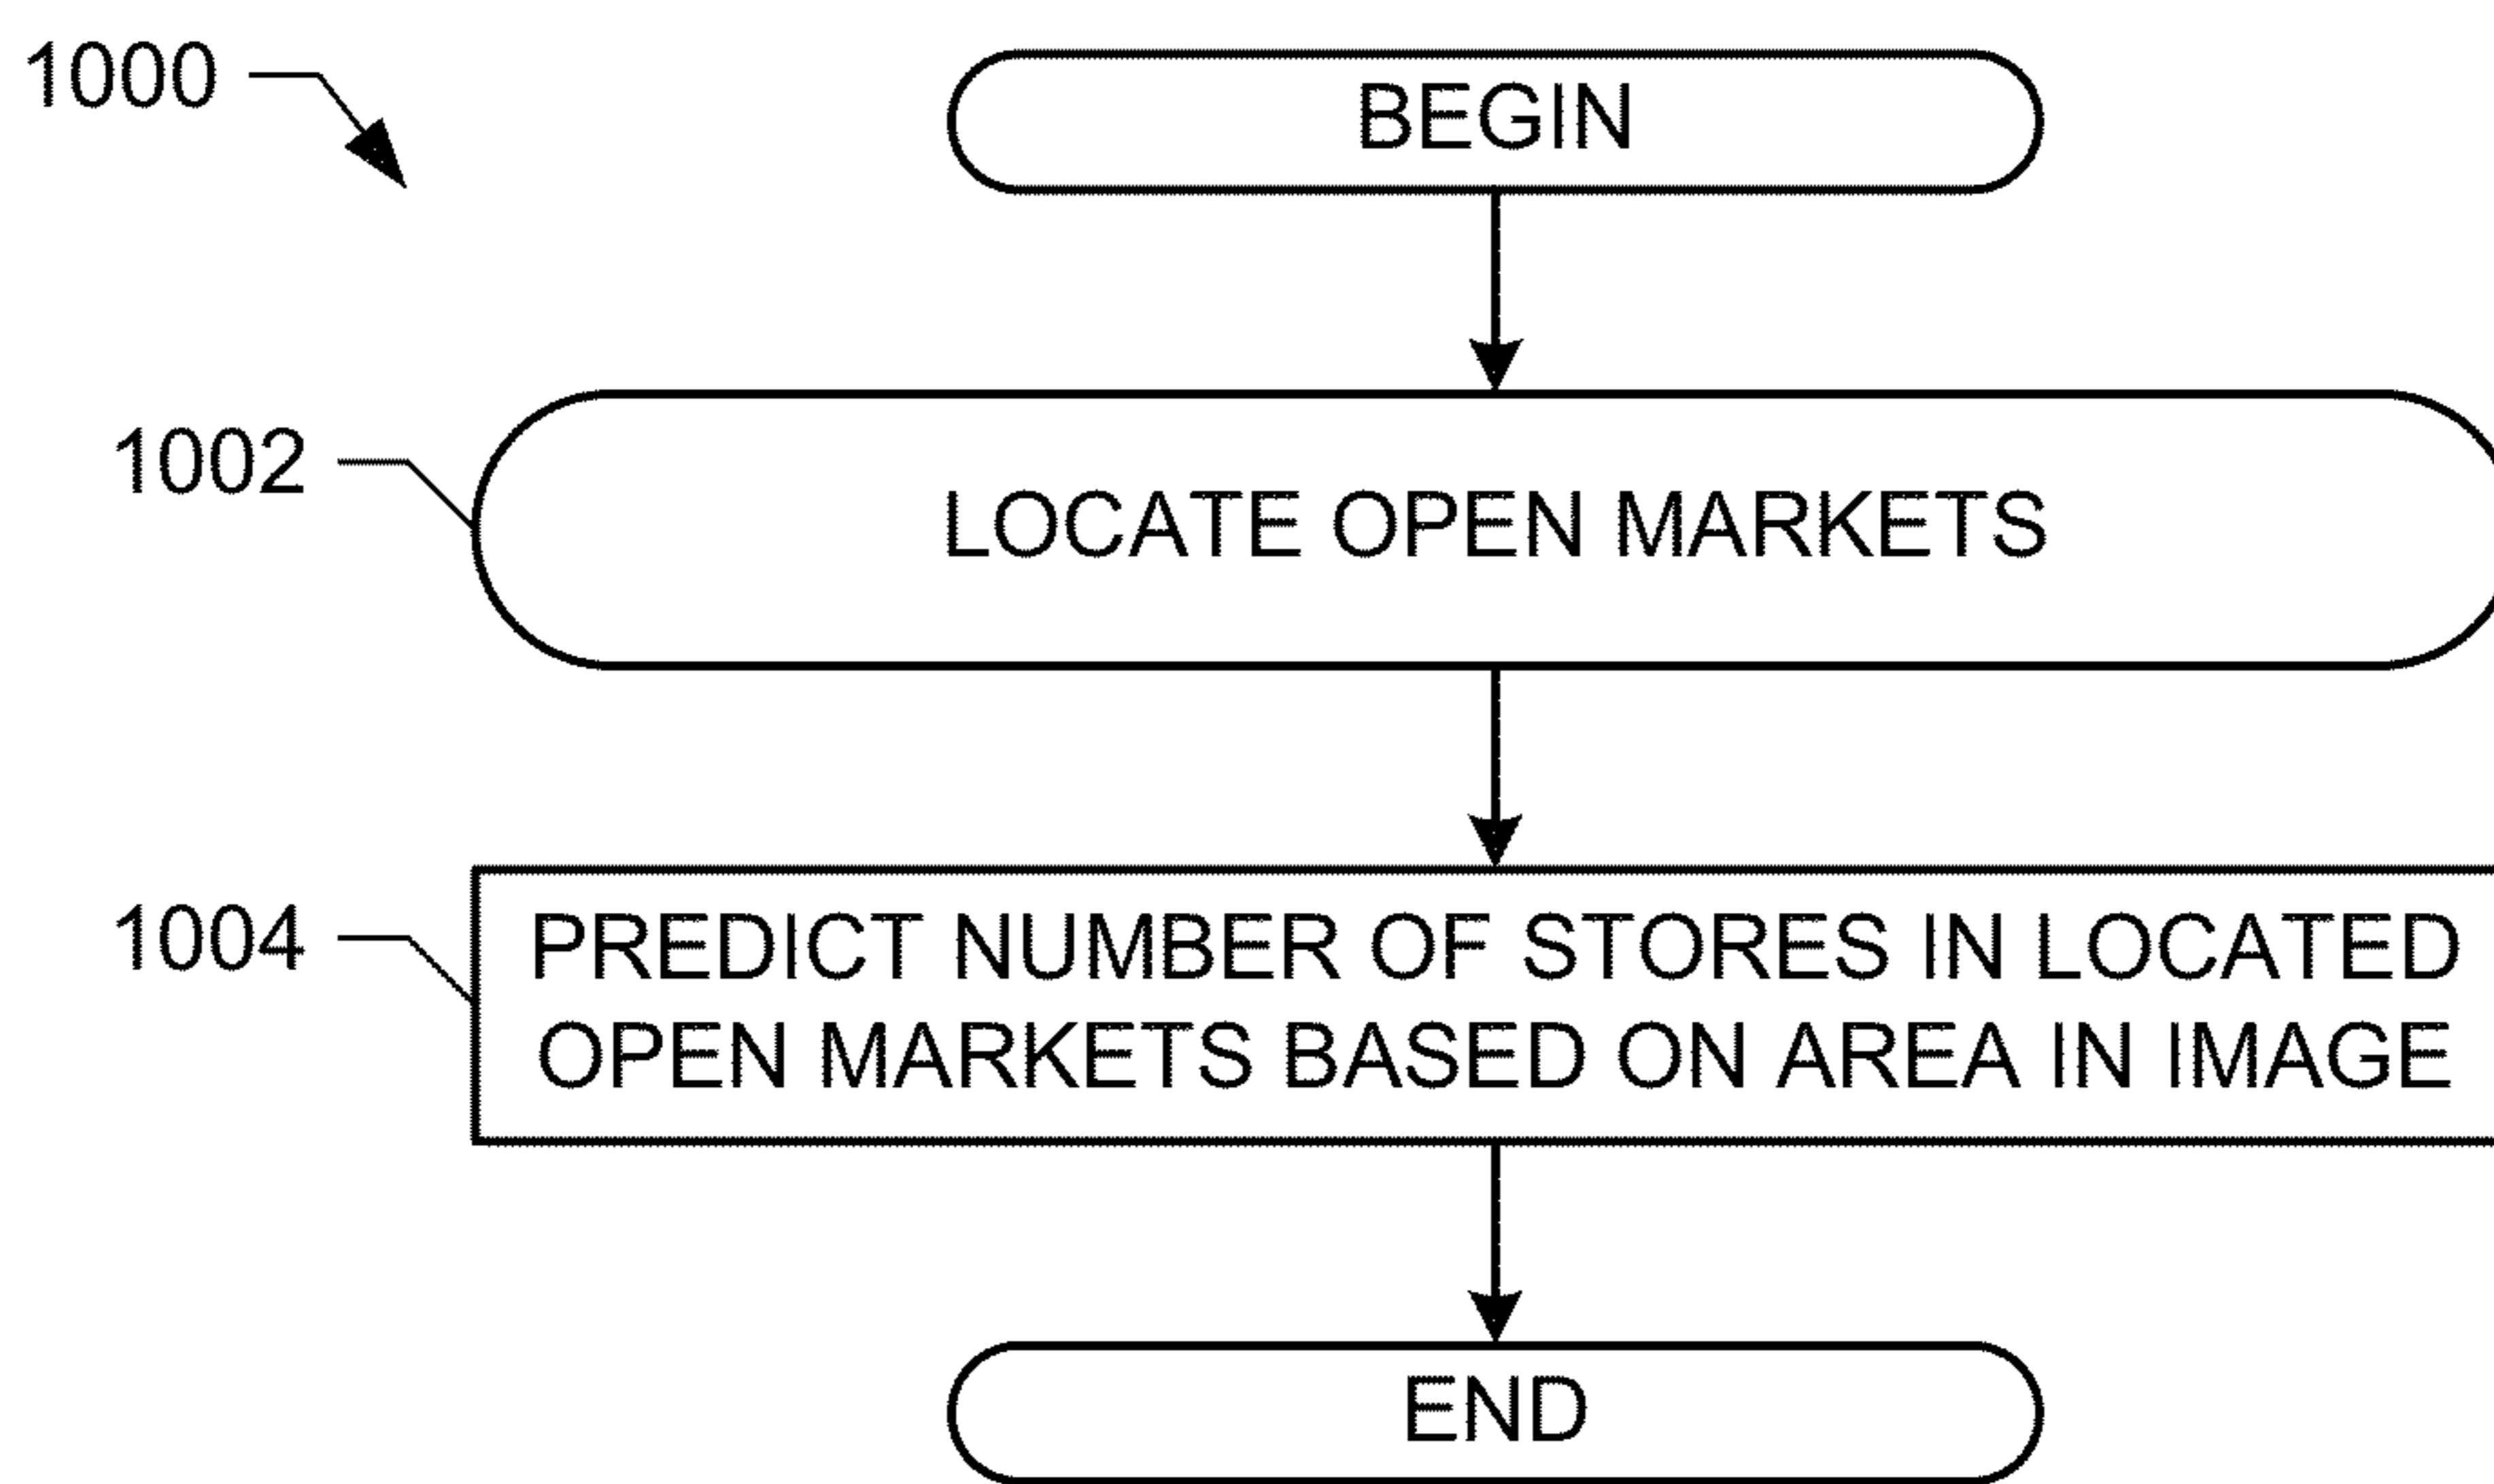 1000
BEGIN
1002
LOCATE OPEN MARKETS
1004
PREDICT NUMBER OF STORES IN LOCATED
OPEN MARKETS BASED ON AREA IN IMAGE
END